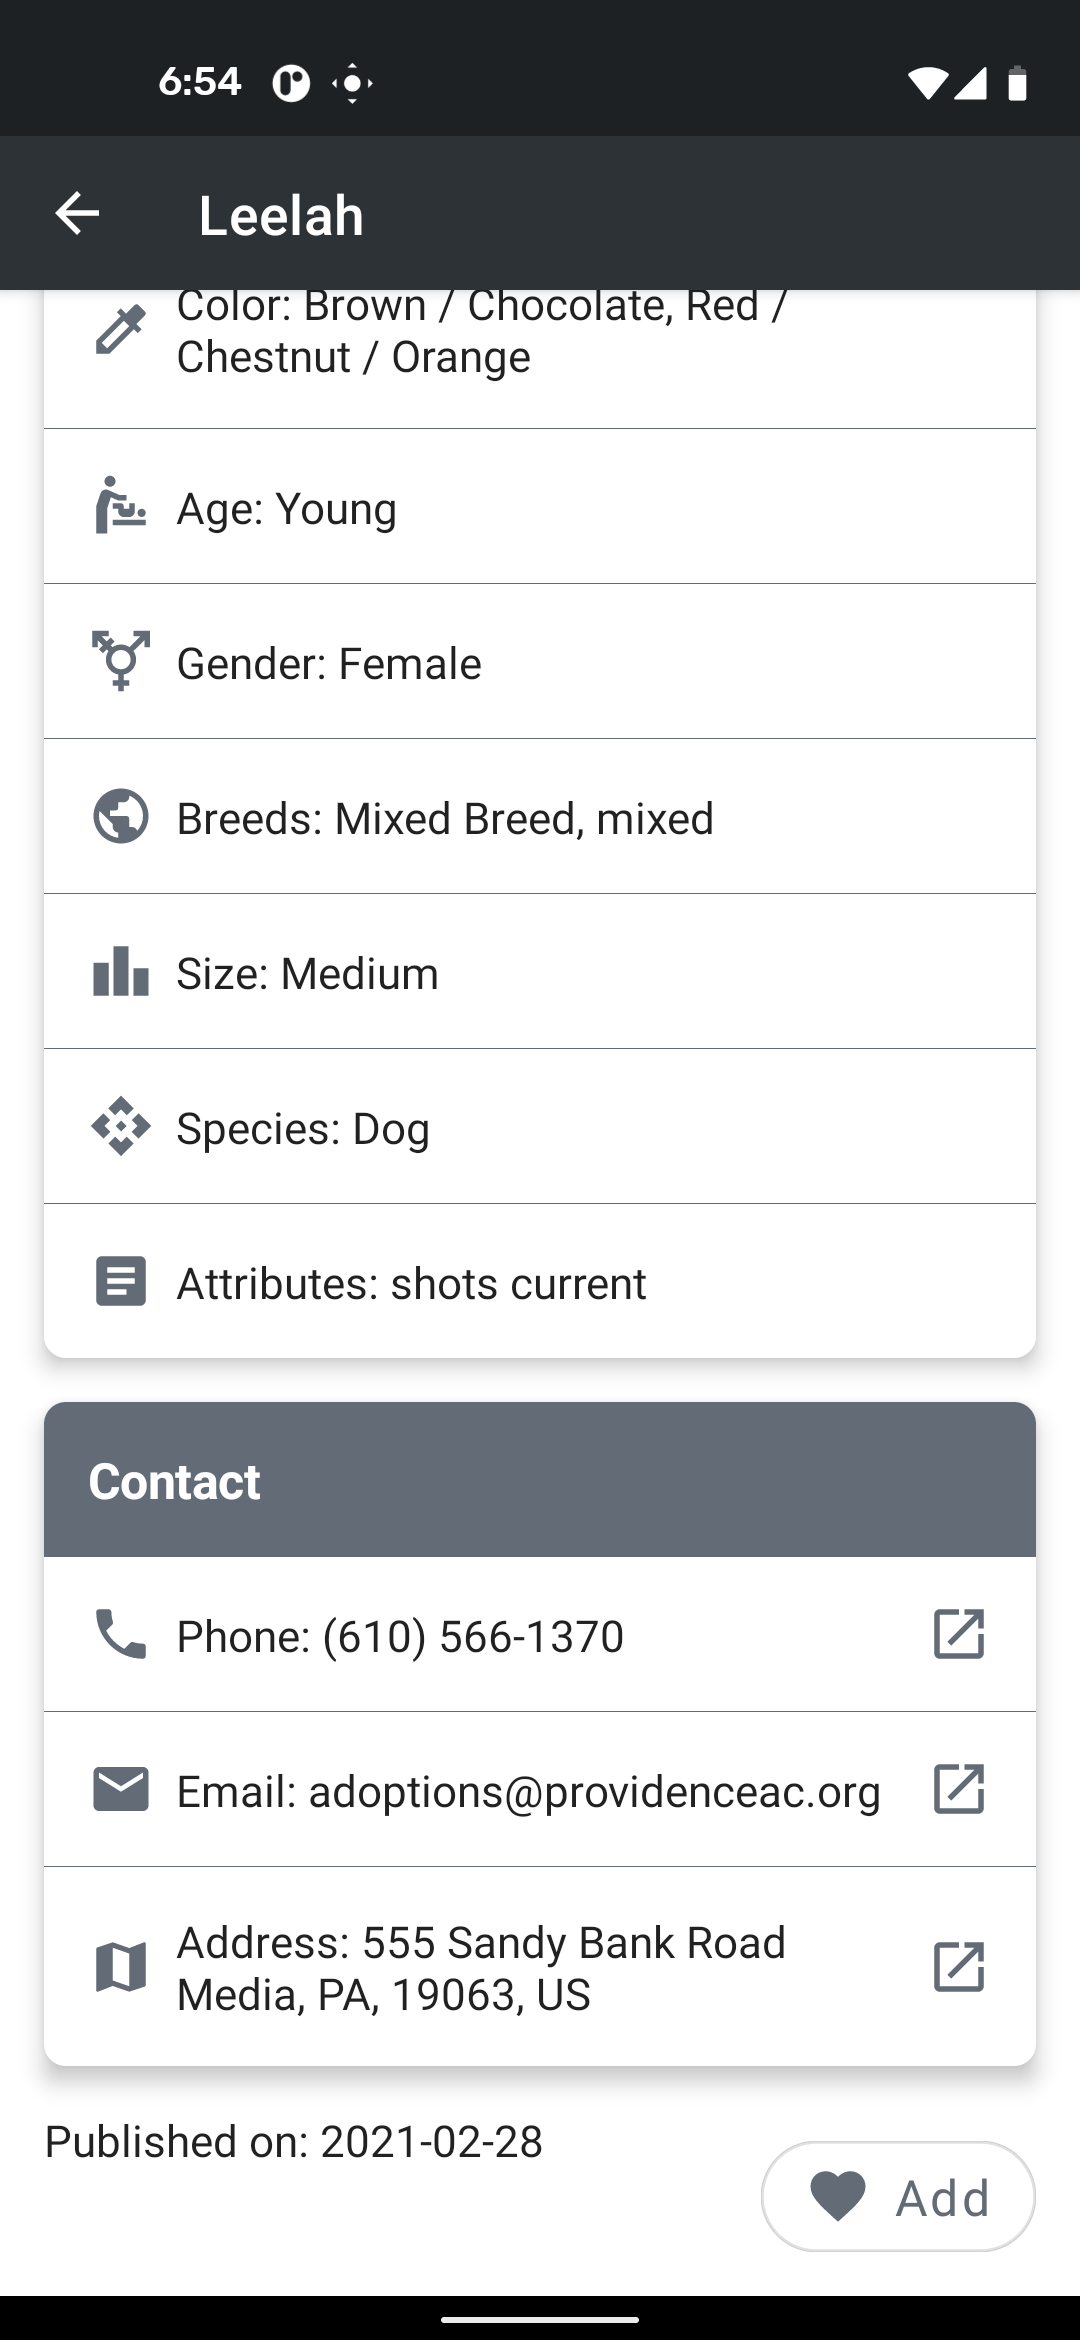 6:54
Leelah
Color: Brown / Chocolate, Red /
Chestnut / Orange
Age: Young
Gender: Female
Breeds: Mixed Breed, mixed
Size: Medium
Species: Dog
Attributes: shots current
Contact
Phone: (610) 566-1370
Email: adoptions@providenceac.org
Address: 555 Sandy Bank Road
Media, PA, 19063, US
Published on: 2021-02-28
Add